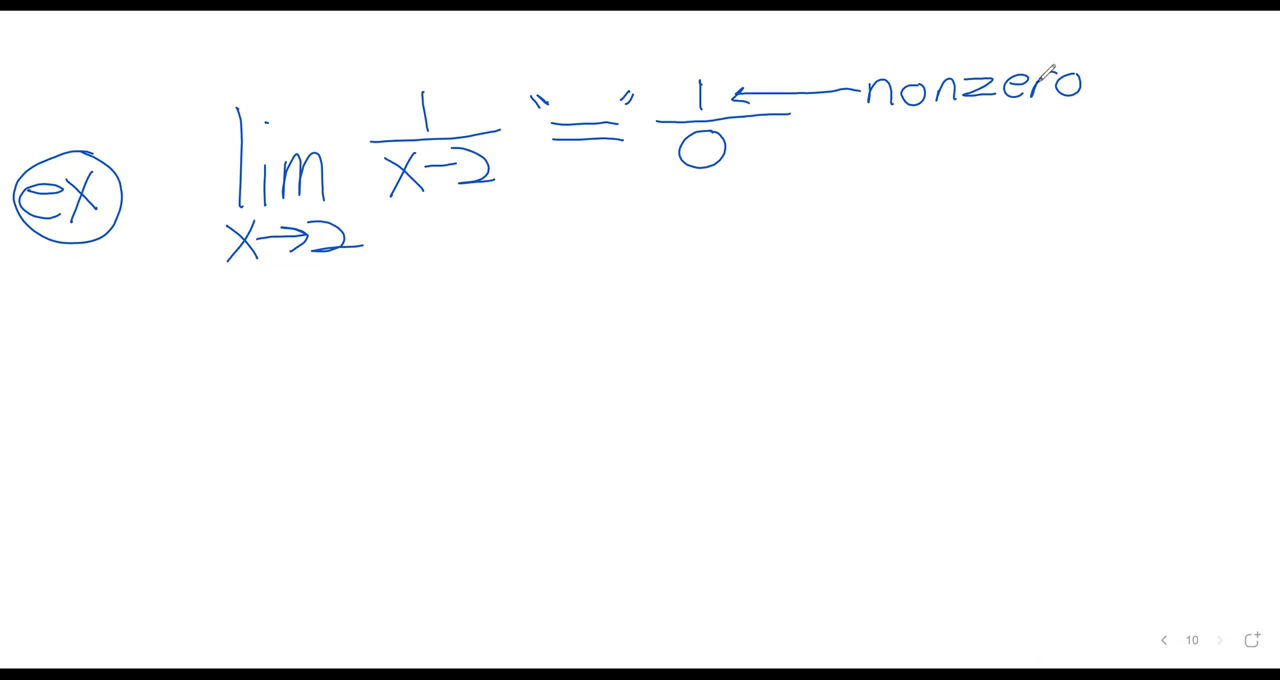 ex lim x→2 1/(x-2) "=" 1/0 ← nonzero
10